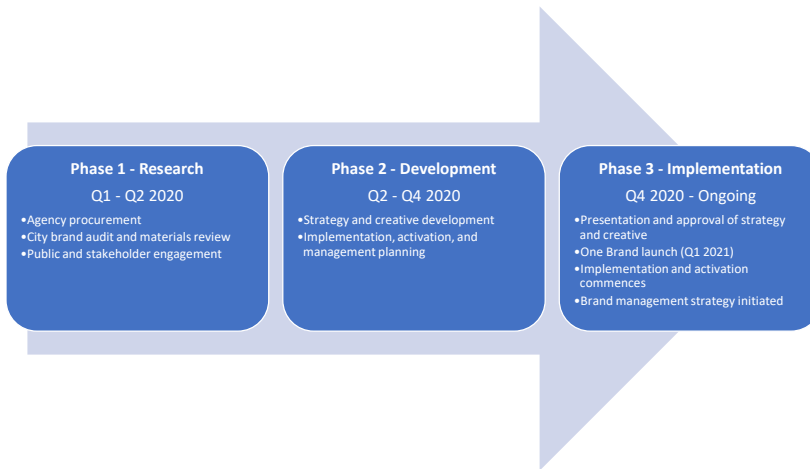 Phase 1 - Research
Q1 - Q2 2020
•Agency procurement
•City brand audit and materials review
•Public and stakeholder engagement
Phase 2 - Development
Q2 - Q4 2020
•Strategy and creative development
•Implementation, activation, and
management planning
Phase 3 - Implementation
Q4 2020 - Ongoing
•Presentation and approval of strategy
and creative
•One Brand launch (Q1 2021)
•Implementation and activation
commences
•Brand management strategy initiated